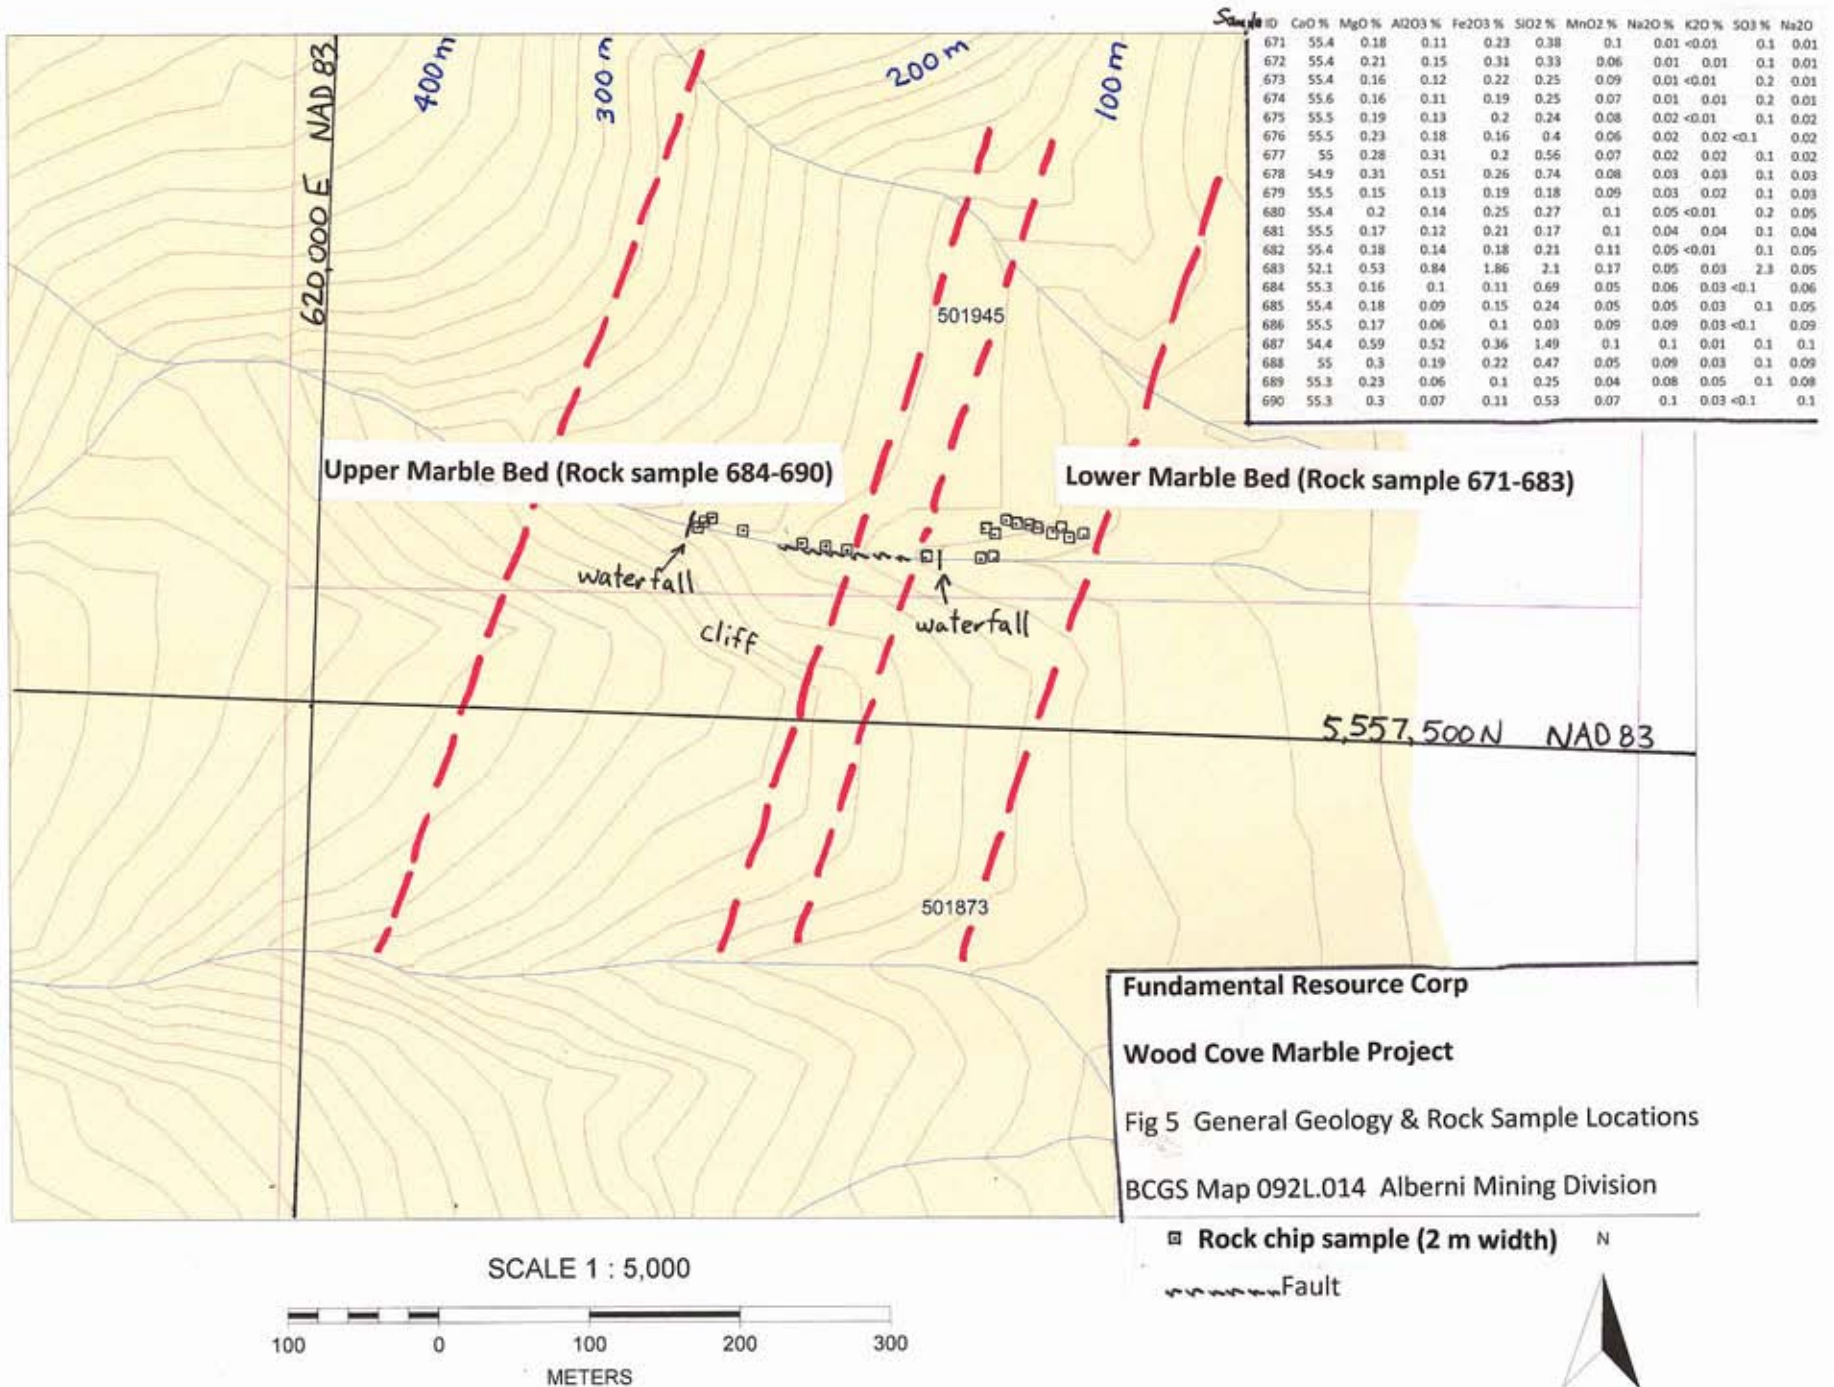 Sample ID CaO % MgO % Al2O3 % Fe2O3 % SiO2 % MnO2 % Na2O % K2O % SO3 % Na2O
671 55.4 0.18 0.11 0.23 0.38 0.1 0.01 <0.01 0.1 0.01
672 55.4 0.21 0.15 0.31 0.33 0.06 0.01 0.01 0.1 0.01
673 55.4 0.16 0.12 0.22 0.25 0.09 0.01 <0.01 0.2 0.01
674 55.6 0.16 0.11 0.19 0.25 0.07 0.01 0.01 0.2 0.01
675 55.5 0.19 0.13 0.2 0.24 0.08 0.02 <0.01 0.1 0.02
676 55.5 0.23 0.18 0.16 0.4 0.06 0.02 0.02 <0.1 0.02
677 55 0.28 0.31 0.2 0.56 0.07 0.02 0.02 0.1 0.02
678 54.9 0.31 0.51 0.26 0.74 0.08 0.03 0.03 0.1 0.03
679 55.5 0.15 0.13 0.19 0.18 0.09 0.03 0.02 0.1 0.03
680 55.4 0.2 0.14 0.25 0.27 0.1 0.05 <0.01 0.2 0.05
681 55.5 0.17 0.12 0.21 0.17 0.1 0.04 0.04 0.1 0.04
682 55.4 0.18 0.14 0.18 0.21 0.11 0.05 <0.01 0.1 0.05
683 52.1 0.53 0.84 1.86 2.1 0.17 0.05 0.03 2.3 0.05
684 55.3 0.16 0.1 0.11 0.69 0.05 0.06 0.03 <0.1 0.06
685 55.4 0.18 0.09 0.15 0.24 0.05 0.05 0.03 0.1 0.05
686 55.5 0.17 0.06 0.1 0.03 0.09 0.09 0.03 <0.1 0.09
687 54.4 0.59 0.52 0.36 1.49 0.1 0.1 0.01 0.1 0.1
688 55 0.3 0.19 0.22 0.47 0.05 0.09 0.03 0.1 0.09
689 55.3 0.23 0.06 0.1 0.25 0.04 0.08 0.05 0.1 0.08
690 55.3 0.3 0.07 0.11 0.53 0.07 0.1 0.03 <0.1 0.1
620,000 E NAD 83
400 m
300 m
200 m
100 m
501945
Upper Marble Bed (Rock sample 684-690)
Lower Marble Bed (Rock sample 671-683)
waterfall
waterfall
cliff
5,557,500 N NAD 83
501873
Fundamental Resource Corp
Wood Cove Marble Project
Fig 5 General Geology & Rock Sample Locations
BCGS Map 092L.014 Alberni Mining Division
Rock chip sample (2 m width)
N
Fault
SCALE 1 : 5,000
100 0 100 200 300
METERS